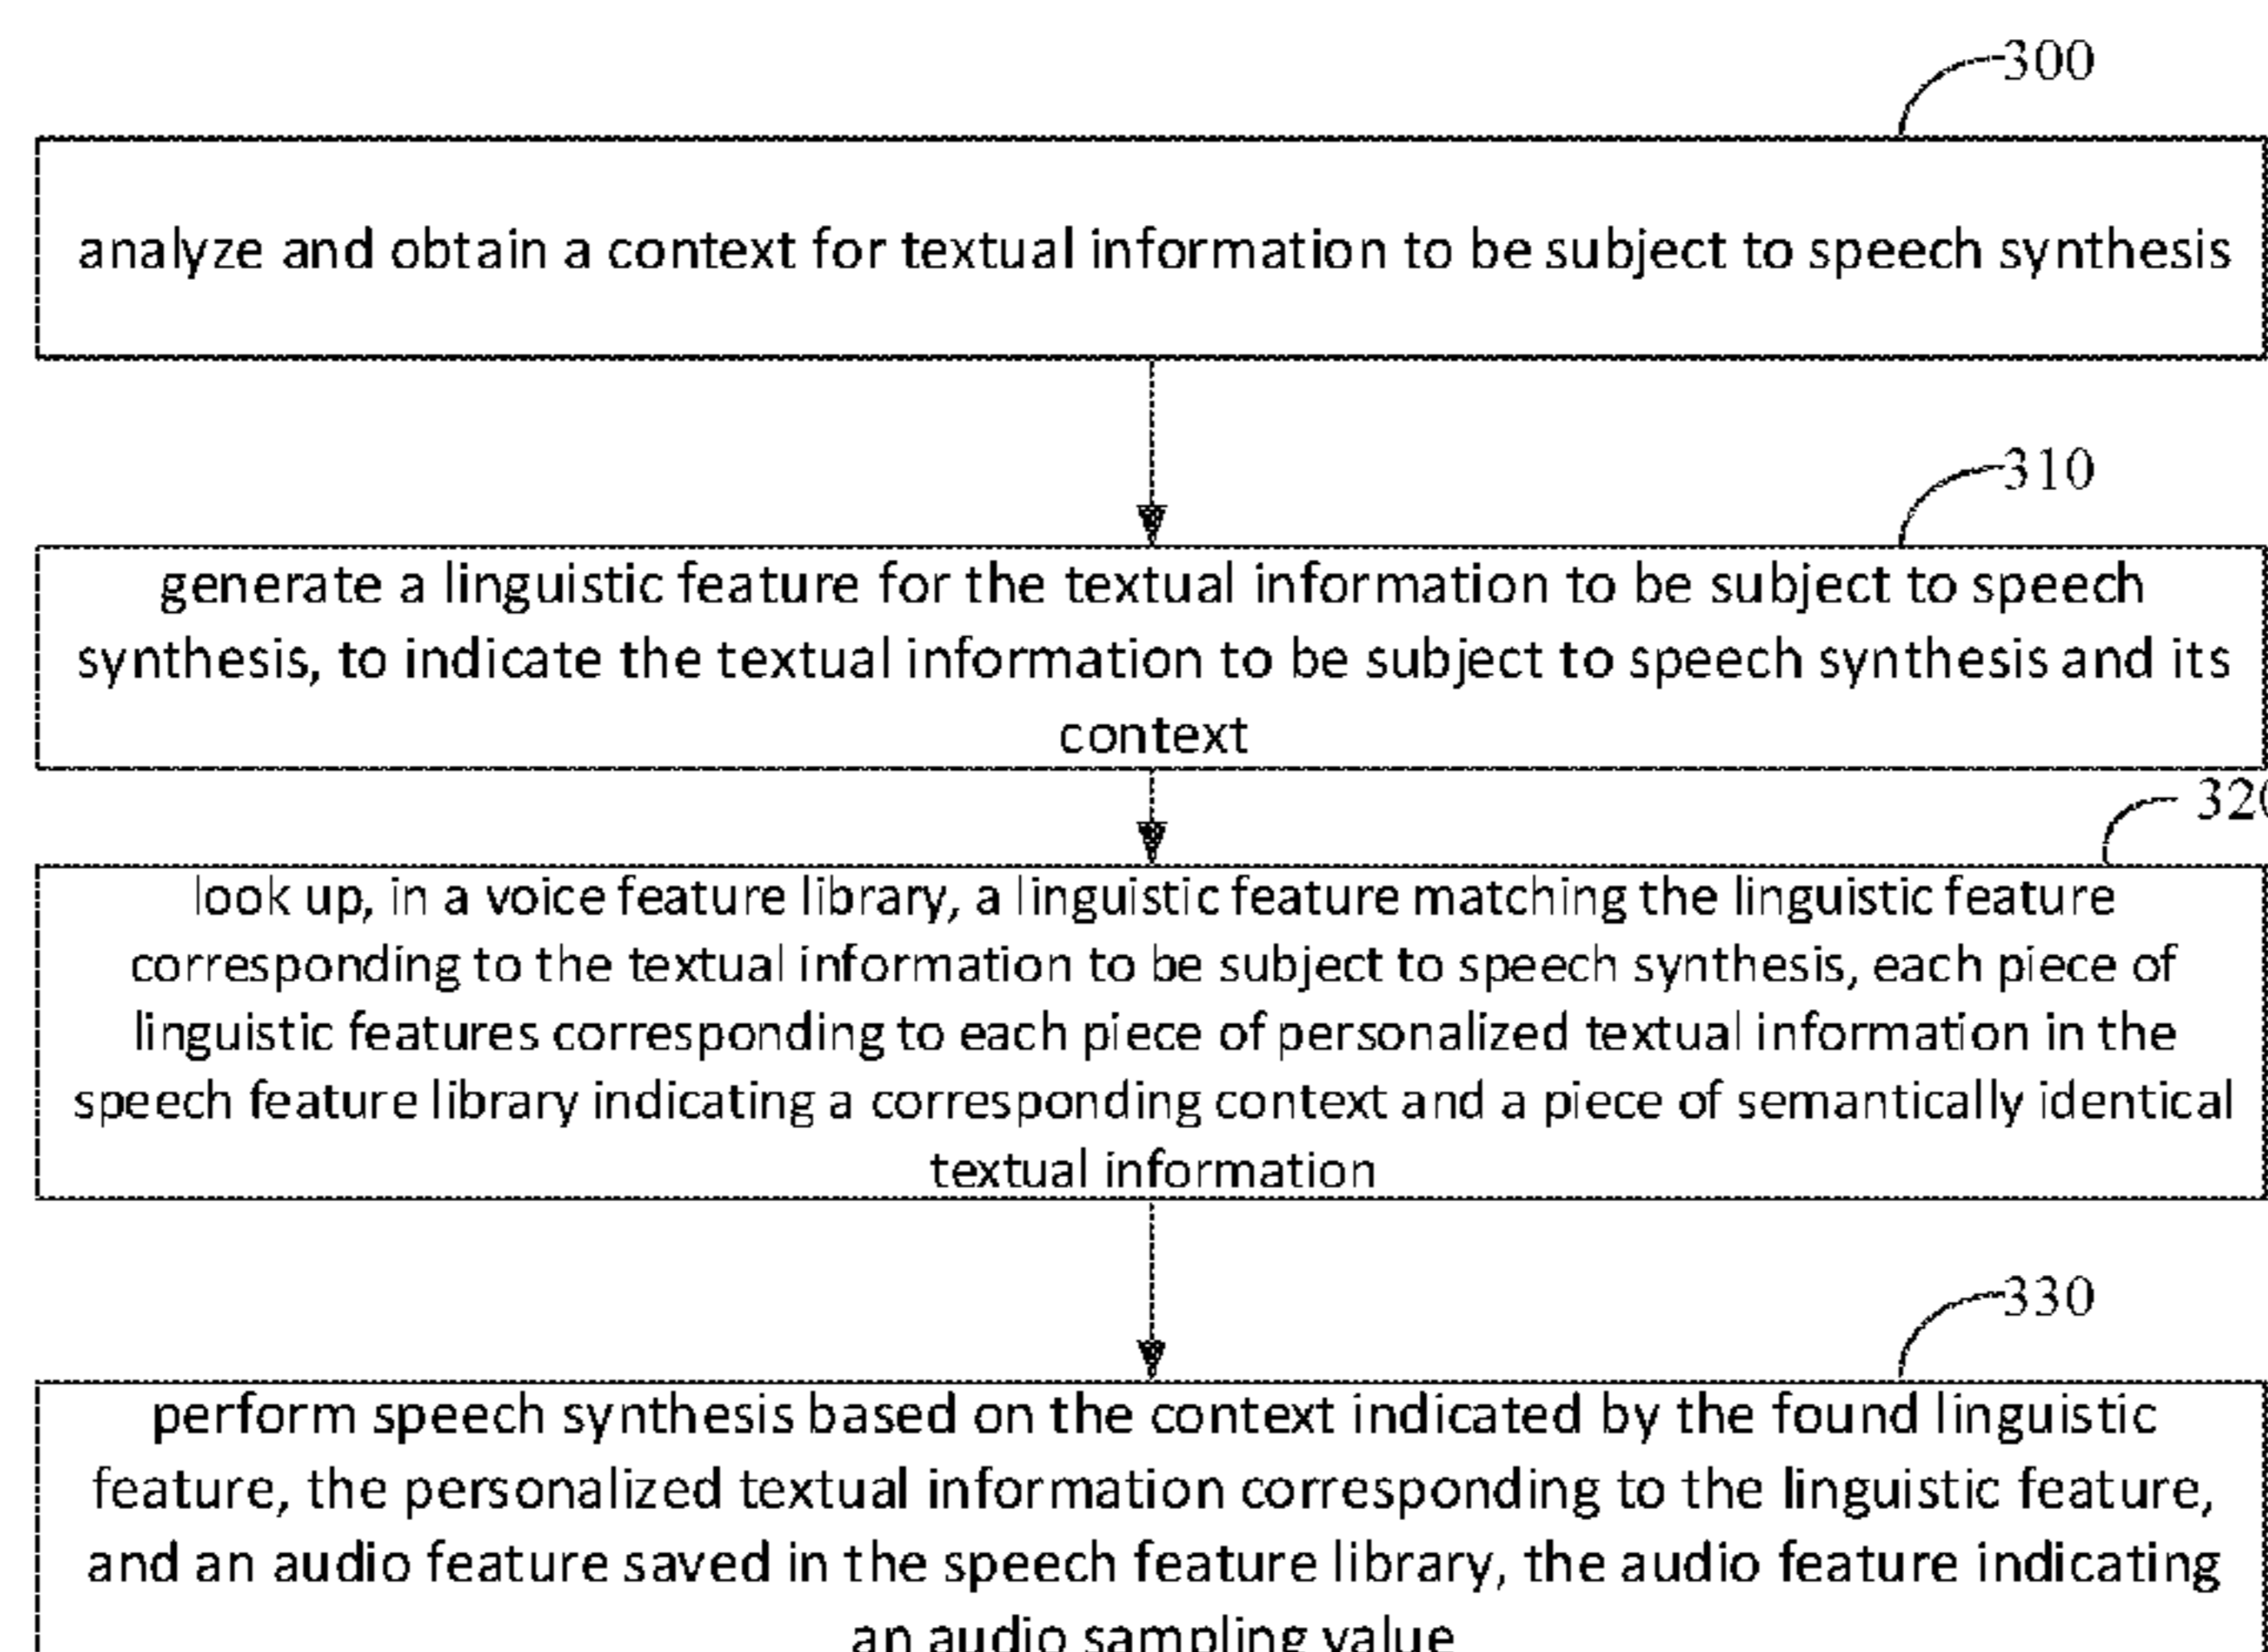 300
analyze and obtain a context for textual information to be subject to speech synthesis
310
generate a linguistic feature for the textual information to be subject to speech
synthesis, to indicate the textual information to be subject to speech synthesis and its
context
320
look up, in a voice feature library, a linguistic feature matching the linguistic feature
corresponding to the textual information to be subject to speech synthesis, each piece of
linguistic features corresponding to each piece of personalized textual information in the
speech feature library indicating a corresponding context and a piece of semantically identical
textual information
330
perform speech synthesis based on the context indicated by the found linguistic
feature, the personalized textual information corresponding to the linguistic feature,
and an audio feature saved in the speech feature library, the audio feature indicating
an audio sampling value